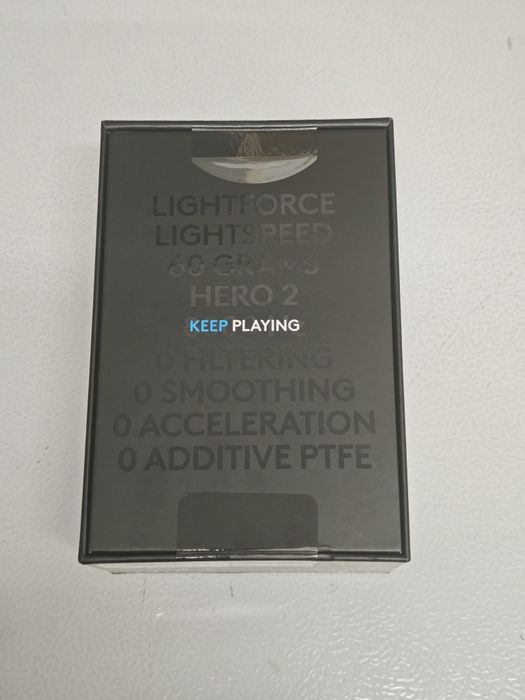 LIGHTFORCE
LIGHTSPEED
60 GRAMS
HERO 2
KEEP PLAYING
0 FILTERING
0 SMOOTHING
0 ACCELERATION
0 ADDITIVE PTFE